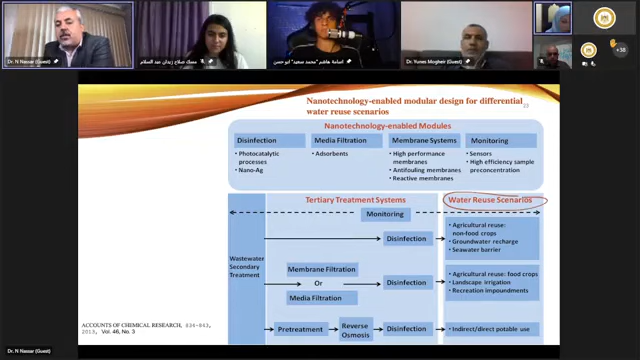 Dr. N Nassar (Guest)
مسك صلاح زيدان عبد السلام
اسامة هاشم "محمد سعيد" ابو حسن
Dr. Yunes Mogheir (Guest)
+38
Nanotechnology-enabled modular design for differential
water reuse scenarios
23
Nanotechnology-enabled Modules
Disinfection
• Photocatalytic
processes
• Nano-Ag
Media Filtration
• Adsorbents
Membrane Systems
• High performance
membranes
• Antifouling membranes
• Reactive membranes
Monitoring
• Sensors
• High efficiency sample
preconcentration
Tertiary Treatment Systems
Water Reuse Scenarios
Monitoring
Wastewater
Secondary
Treatment
Disinfection
• Agricultural reuse:
non-food crops
• Groundwater recharge
• Seawater barrier
Membrane Filtration
Or
Media Filtration
Disinfection
• Agricultural reuse: food crops
• Landscape irrigation
• Recreation impoundments
Pretreatment
Reverse
Osmosis
Disinfection
• Indirect/direct potable use
ACCOUNTS OF CHEMICAL RESEARCH, 834-843,
2013, Vol. 46, No. 3
Dr. N Nassar (Guest)